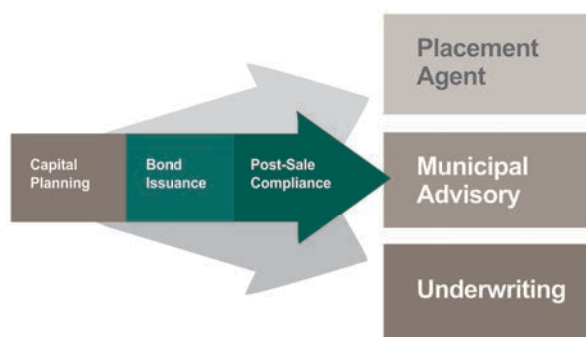 Placement
Agent
Capital
Planning
Bond
Issuance
Post-Sale
Compliance
Municipal
Advisory
Underwriting